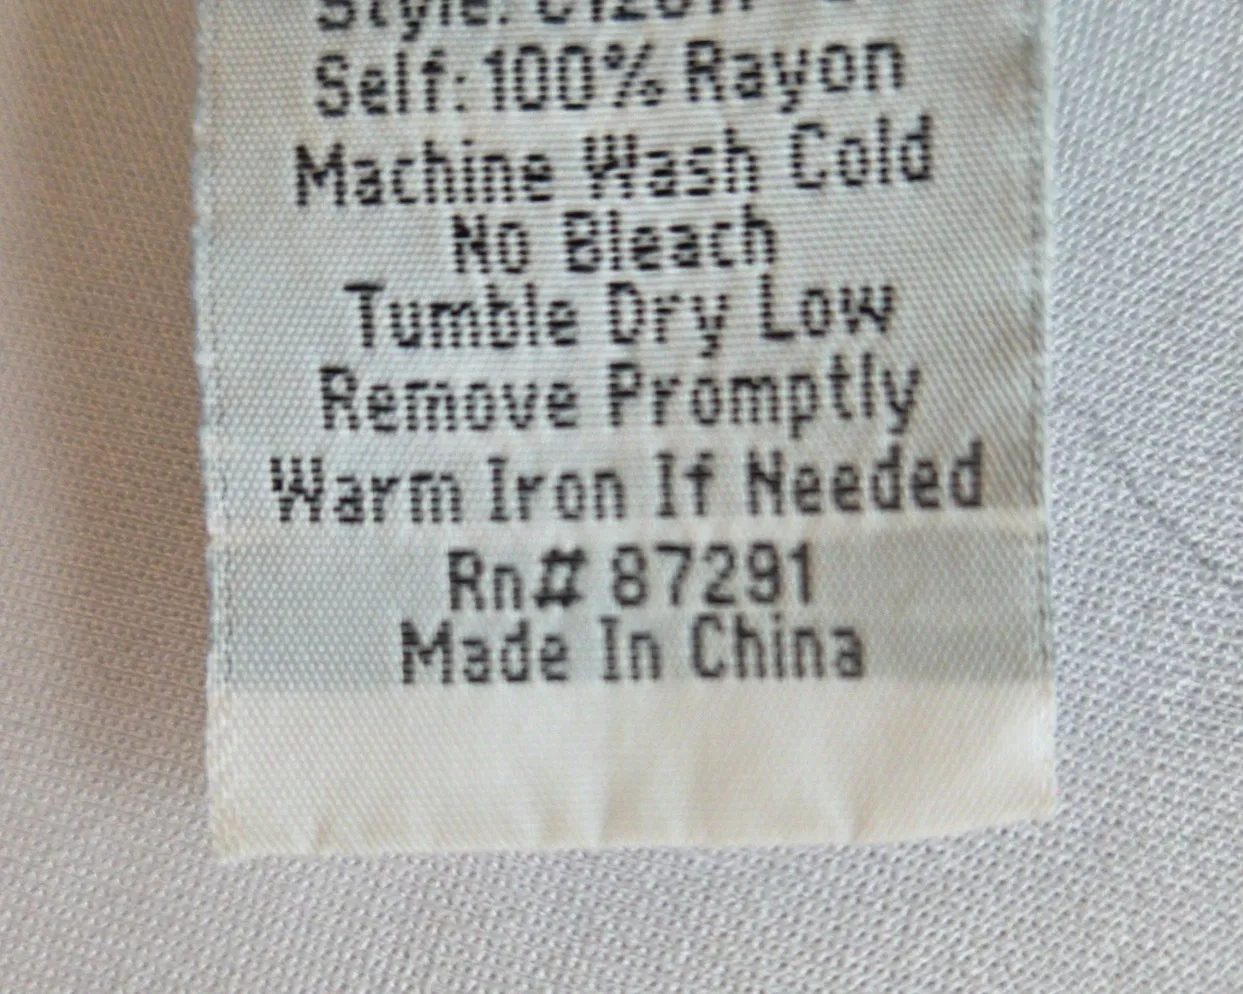 Style:
Self: 100% Rayon
Machine Wash Cold
No Bleach
Tumble Dry Low
Remove Promptly
Warm Iron If Needed
Rn# 87291
Made In China